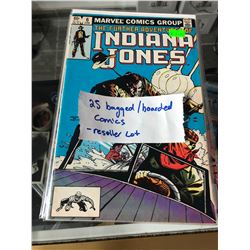 MARVEL COMICS GROUP
THE FURTHER ADVENTURES OF
INDIANA
JONES
25 bagged/boarded
Comics
- reseller Lot